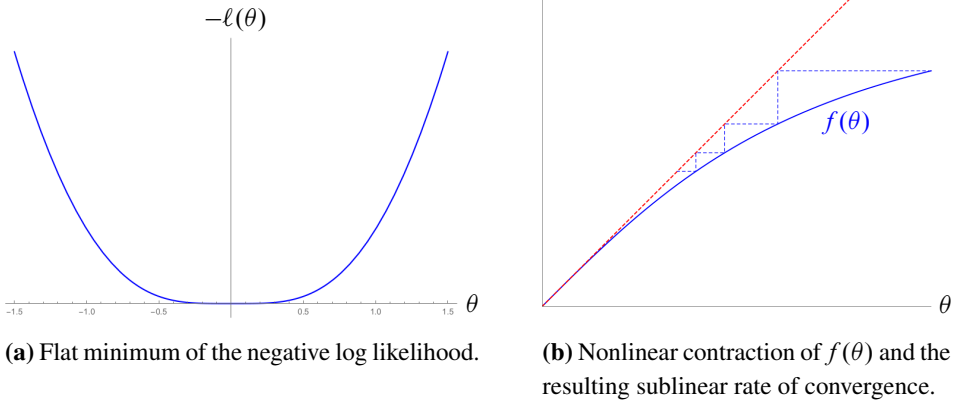 −ℓ(θ)
f(θ)
−1.5 −1.0 −0.5 0.5 1.0 1.5 θ
θ
(a) Flat minimum of the negative log likelihood.
(b) Nonlinear contraction of f(θ) and the
resulting sublinear rate of convergence.